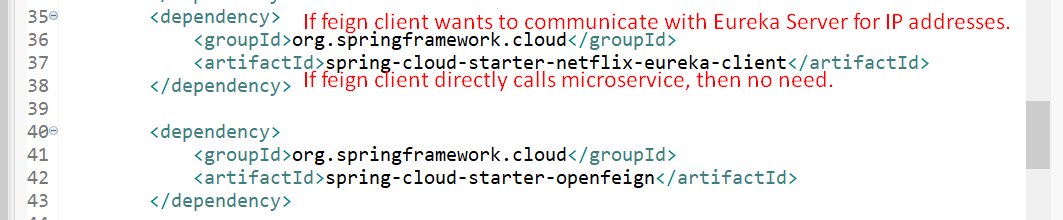 35 <dependency> If feign client wants to communicate with Eureka Server for IP addresses.
36 <groupId>org.springframework.cloud</groupId>
37 <artifactId>spring-cloud-starter-netflix-eureka-client</artifactId>
38 </dependency> If feign client directly calls microservice, then no need.
39
40 <dependency>
41 <groupId>org.springframework.cloud</groupId>
42 <artifactId>spring-cloud-starter-openfeign</artifactId>
43 </dependency>